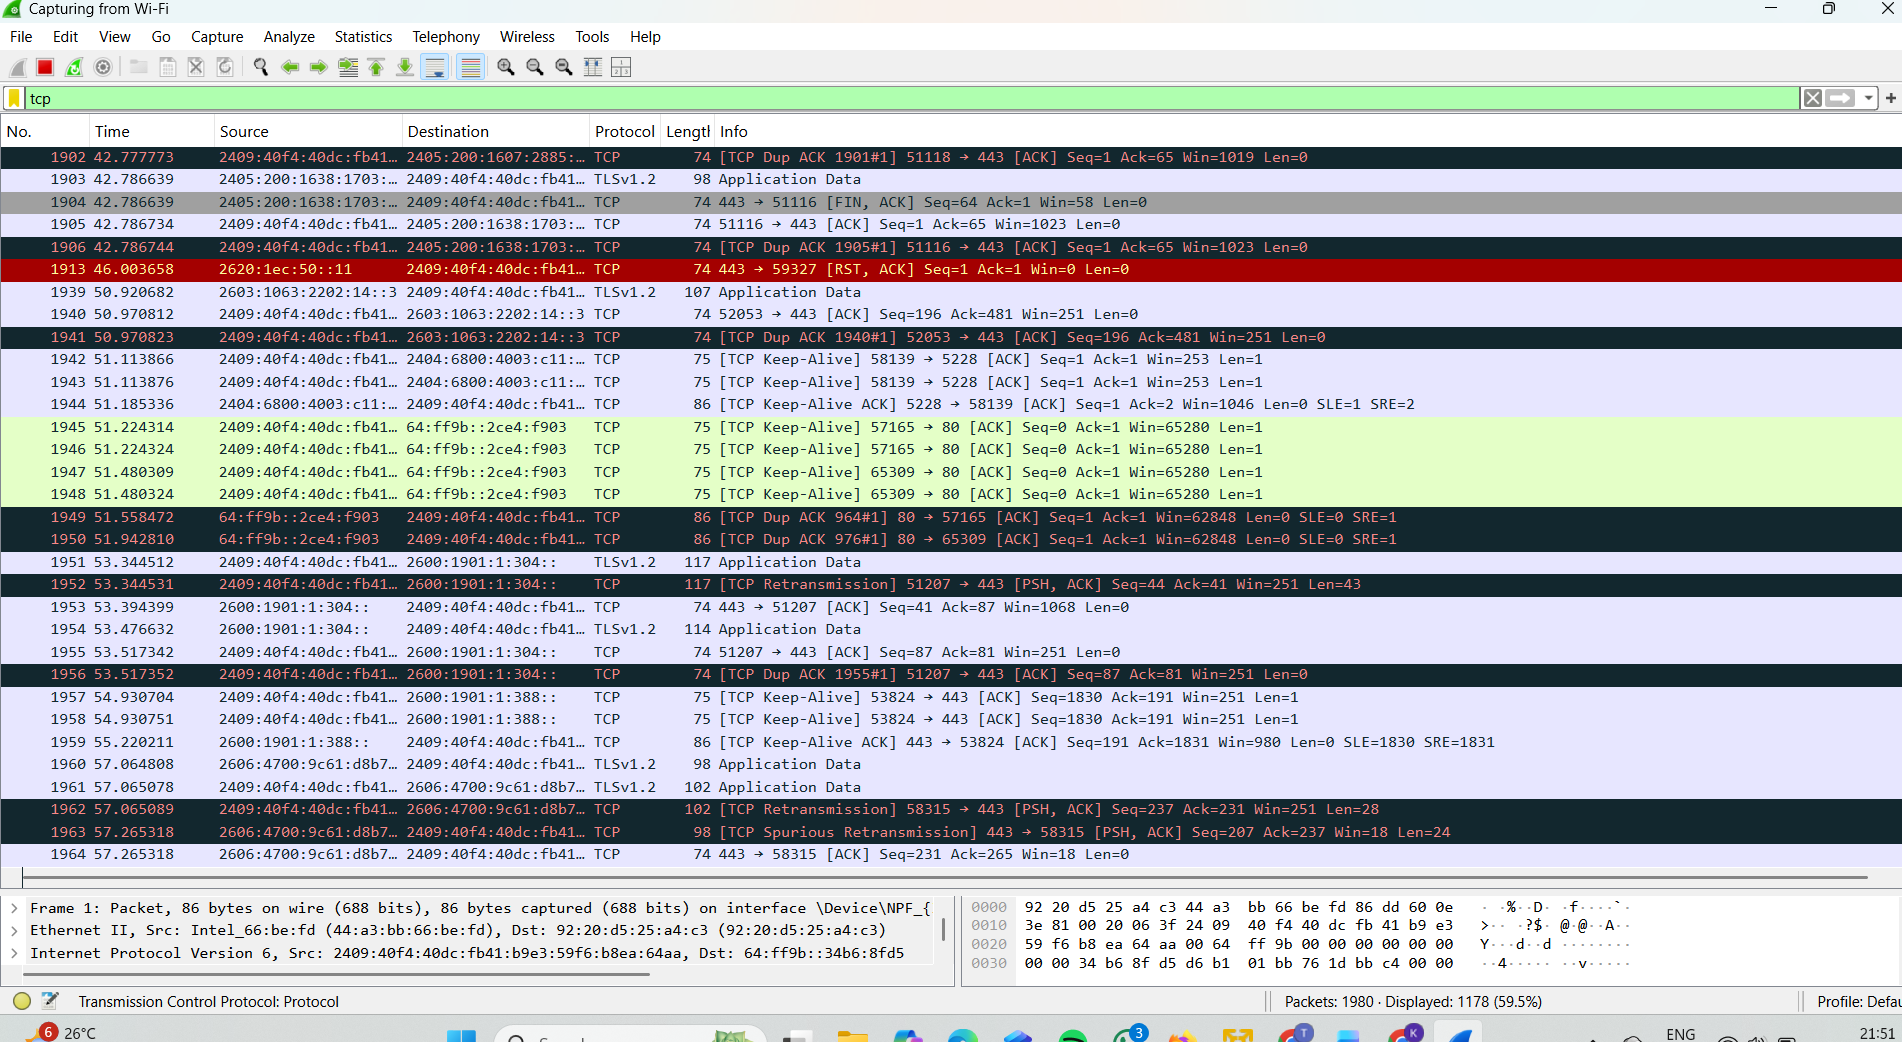 Capturing from Wi-Fi
File Edit View Go Capture Analyze Statistics Telephony Wireless Tools Help
tcp
No. Time Source Destination Protocol Length Info
1902 42.777773 2409:40f4:40dc:fb41… 2405:200:1607:2885:… TCP 74 [TCP Dup ACK 1901#1] 51118 → 443 [ACK] Seq=1 Ack=65 Win=1019 Len=0
1903 42.786639 2405:200:1638:1703:… 2409:40f4:40dc:fb41… TLSv1.2 98 Application Data
1904 42.786639 2405:200:1638:1703:… 2409:40f4:40dc:fb41… TCP 74 443 → 51116 [FIN, ACK] Seq=64 Ack=1 Win=58 Len=0
1905 42.786734 2409:40f4:40dc:fb41… 2405:200:1638:1703:… TCP 74 51116 → 443 [ACK] Seq=1 Ack=65 Win=1023 Len=0
1906 42.786744 2409:40f4:40dc:fb41… 2405:200:1638:1703:… TCP 74 [TCP Dup ACK 1905#1] 51116 → 443 [ACK] Seq=1 Ack=65 Win=1023 Len=0
1913 46.003658 2620:1ec:50::11 2409:40f4:40dc:fb41… TCP 74 443 → 59327 [RST, ACK] Seq=1 Ack=1 Win=0 Len=0
1939 50.920682 2603:1063:2202:14::3 2409:40f4:40dc:fb41… TLSv1.2 107 Application Data
1940 50.970812 2409:40f4:40dc:fb41… 2603:1063:2202:14::3 TCP 74 52053 → 443 [ACK] Seq=196 Ack=481 Win=251 Len=0
1941 50.970823 2409:40f4:40dc:fb41… 2603:1063:2202:14::3 TCP 74 [TCP Dup ACK 1940#1] 52053 → 443 [ACK] Seq=196 Ack=481 Win=251 Len=0
1942 51.113866 2409:40f4:40dc:fb41… 2404:6800:4003:c11:… TCP 75 [TCP Keep-Alive] 58139 → 5228 [ACK] Seq=1 Ack=1 Win=253 Len=1
1943 51.113876 2409:40f4:40dc:fb41… 2404:6800:4003:c11:… TCP 75 [TCP Keep-Alive] 58139 → 5228 [ACK] Seq=1 Ack=1 Win=253 Len=1
1944 51.185336 2404:6800:4003:c11:… 2409:40f4:40dc:fb41… TCP 86 [TCP Keep-Alive ACK] 5228 → 58139 [ACK] Seq=1 Ack=2 Win=1046 Len=0 SLE=1 SRE=2
1945 51.224314 2409:40f4:40dc:fb41… 64:ff9b::2ce4:f903 TCP 75 [TCP Keep-Alive] 57165 → 80 [ACK] Seq=0 Ack=1 Win=65280 Len=1
1946 51.224324 2409:40f4:40dc:fb41… 64:ff9b::2ce4:f903 TCP 75 [TCP Keep-Alive] 57165 → 80 [ACK] Seq=0 Ack=1 Win=65280 Len=1
1947 51.480309 2409:40f4:40dc:fb41… 64:ff9b::2ce4:f903 TCP 75 [TCP Keep-Alive] 65309 → 80 [ACK] Seq=0 Ack=1 Win=65280 Len=1
1948 51.480324 2409:40f4:40dc:fb41… 64:ff9b::2ce4:f903 TCP 75 [TCP Keep-Alive] 65309 → 80 [ACK] Seq=0 Ack=1 Win=65280 Len=1
1949 51.558472 64:ff9b::2ce4:f903 2409:40f4:40dc:fb41… TCP 86 [TCP Dup ACK 964#1] 80 → 57165 [ACK] Seq=1 Ack=1 Win=62848 Len=0 SLE=0 SRE=1
1950 51.942810 64:ff9b::2ce4:f903 2409:40f4:40dc:fb41… TCP 86 [TCP Dup ACK 976#1] 80 → 65309 [ACK] Seq=1 Ack=1 Win=62848 Len=0 SLE=0 SRE=1
1951 53.344512 2409:40f4:40dc:fb41… 2600:1901:1:304:: TLSv1.2 117 Application Data
1952 53.344531 2409:40f4:40dc:fb41… 2600:1901:1:304:: TCP 117 [TCP Retransmission] 51207 → 443 [PSH, ACK] Seq=44 Ack=41 Win=251 Len=43
1953 53.394399 2600:1901:1:304:: 2409:40f4:40dc:fb41… TCP 74 443 → 51207 [ACK] Seq=41 Ack=87 Win=1068 Len=0
1954 53.476632 2600:1901:1:304:: 2409:40f4:40dc:fb41… TLSv1.2 114 Application Data
1955 53.517342 2409:40f4:40dc:fb41… 2600:1901:1:304:: TCP 74 51207 → 443 [ACK] Seq=87 Ack=81 Win=251 Len=0
1956 53.517352 2409:40f4:40dc:fb41… 2600:1901:1:304:: TCP 74 [TCP Dup ACK 1955#1] 51207 → 443 [ACK] Seq=87 Ack=81 Win=251 Len=0
1957 54.930704 2409:40f4:40dc:fb41… 2600:1901:1:388:: TCP 75 [TCP Keep-Alive] 53824 → 443 [ACK] Seq=1830 Ack=191 Win=251 Len=1
1958 54.930751 2409:40f4:40dc:fb41… 2600:1901:1:388:: TCP 75 [TCP Keep-Alive] 53824 → 443 [ACK] Seq=1830 Ack=191 Win=251 Len=1
1959 55.220211 2600:1901:1:388:: 2409:40f4:40dc:fb41… TCP 86 [TCP Keep-Alive ACK] 443 → 53824 [ACK] Seq=191 Ack=1831 Win=980 Len=0 SLE=1830 SRE=1831
1960 57.064808 2606:4700:9c61:d8b7… 2409:40f4:40dc:fb41… TLSv1.2 98 Application Data
1961 57.065078 2409:40f4:40dc:fb41… 2606:4700:9c61:d8b7… TLSv1.2 102 Application Data
1962 57.065089 2409:40f4:40dc:fb41… 2606:4700:9c61:d8b7… TCP 102 [TCP Retransmission] 58315 → 443 [PSH, ACK] Seq=237 Ack=231 Win=251 Len=28
1963 57.265318 2606:4700:9c61:d8b7… 2409:40f4:40dc:fb41… TCP 98 [TCP Spurious Retransmission] 443 → 58315 [PSH, ACK] Seq=207 Ack=237 Win=18 Len=24
1964 57.265318 2606:4700:9c61:d8b7… 2409:40f4:40dc:fb41… TCP 74 443 → 58315 [ACK] Seq=231 Ack=265 Win=18 Len=0
Frame 1: Packet, 86 bytes on wire (688 bits), 86 bytes captured (688 bits) on interface \Device\NPF_{
Ethernet II, Src: Intel_66:be:fd (44:a3:bb:66:be:fd), Dst: 92:20:d5:25:a4:c3 (92:20:d5:25:a4:c3)
Internet Protocol Version 6, Src: 2409:40f4:40dc:fb41:b9e3:59f6:b8ea:64aa, Dst: 64:ff9b::34b6:8fd5
0000 92 20 d5 25 a4 c3 44 a3 bb 66 be fd 86 dd 60 0e · ·%··D· ·f····`·
0010 3e 81 00 20 06 3f 24 09 40 f4 40 dc fb 41 b9 e3 >·· ·?$· @·@··A··
0020 59 f6 b8 ea 64 aa 00 64 ff 9b 00 00 00 00 00 00 Y···d··d ········
0030 00 00 34 b6 8f d5 d6 b1 01 bb 76 1d bb c4 00 00 ··4····· ··v·····
Transmission Control Protocol: Protocol
Packets: 1980 · Displayed: 1178 (59.5%)
Profile: Defau
6 26°C
3
T
K
ENG
21:51